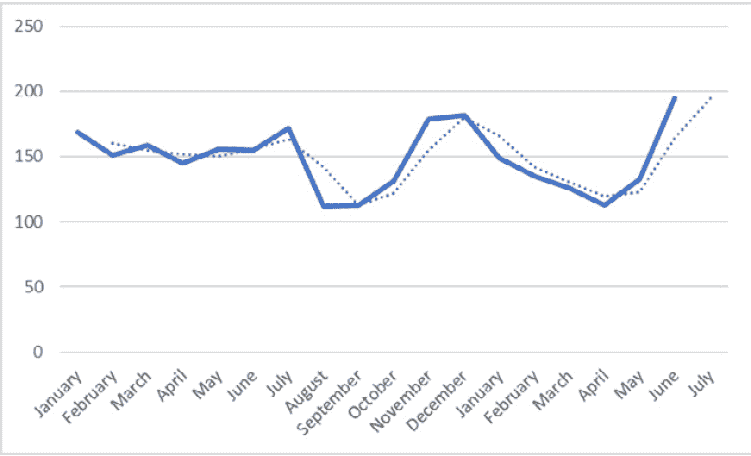 250
200
150
100
50
0
January
February
March
April
May
June
July
August
September
October
November
December
January
February
March
April
May
June
July